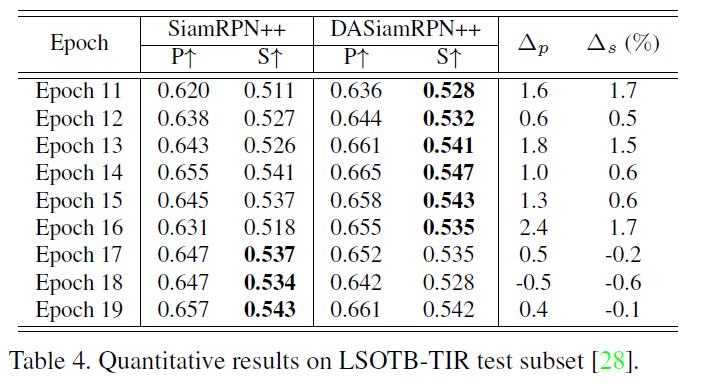 Epoch SiamRPN++ DASiamRPN++ Δp Δs (%)
P↑ S↑ P↑ S↑
Epoch 11 0.620 0.511 0.636 0.528 1.6 1.7
Epoch 12 0.638 0.527 0.644 0.532 0.6 0.5
Epoch 13 0.643 0.526 0.661 0.541 1.8 1.5
Epoch 14 0.655 0.541 0.665 0.547 1.0 0.6
Epoch 15 0.645 0.537 0.658 0.543 1.3 0.6
Epoch 16 0.631 0.518 0.655 0.535 2.4 1.7
Epoch 17 0.647 0.537 0.652 0.535 0.5 -0.2
Epoch 18 0.647 0.534 0.642 0.528 -0.5 -0.6
Epoch 19 0.657 0.543 0.661 0.542 0.4 -0.1
Table 4. Quantitative results on LSOTB-TIR test subset [28].